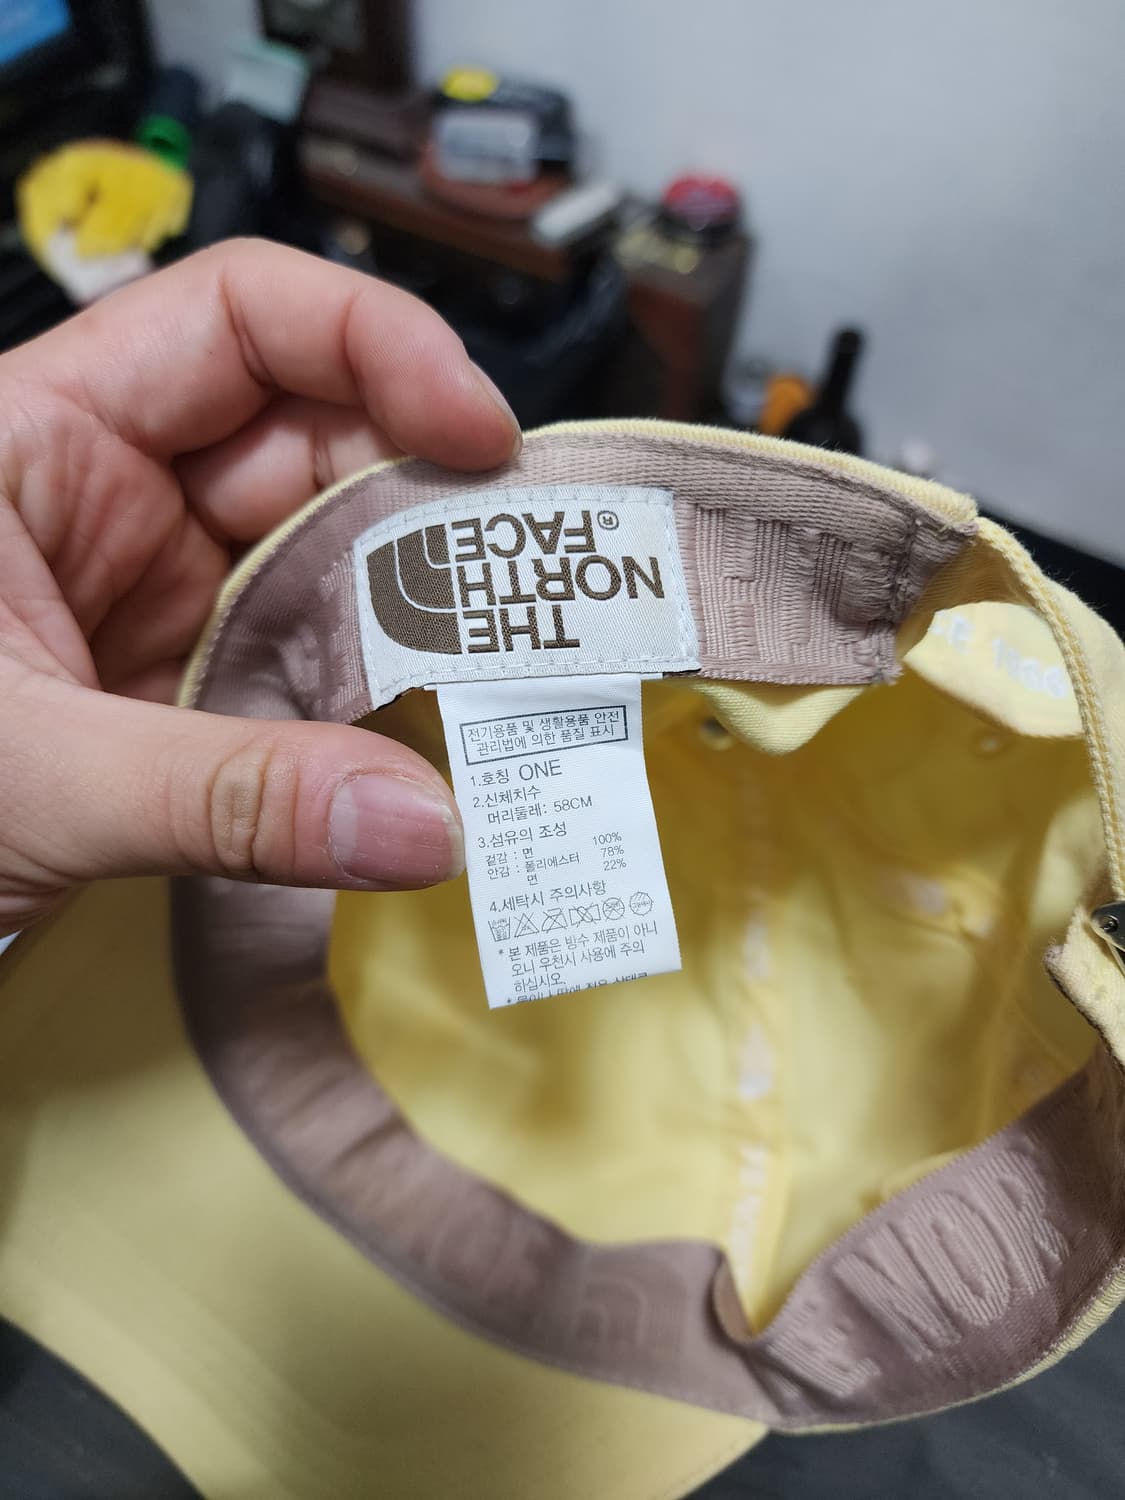 THE
NORTH
FACE®
전기용품 및 생활용품 안전
관리법에 의한 품질 표시
1.호칭 ONE
2.신체치수
머리둘레: 58CM
3.섬유의 조성
겉감 : 면 100%
안감 : 폴리에스터 78%
면 22%
4.세탁시 주의사항
* 본 제품은 방수 제품이 아니
오니 우천시 사용에 주의
하십시오.
1966
NOR